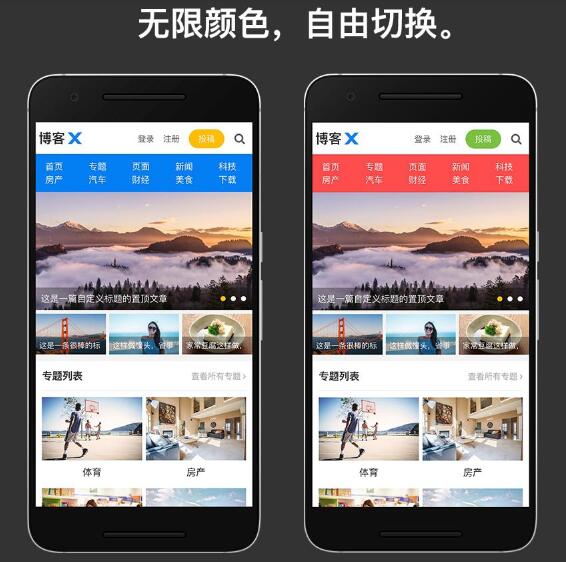 无限颜色，自由切换。
博客 X 登录 注册 投稿
首页 专题 页面 新闻 科技
房产 汽车 财经 美食 下载
这是一篇自定义标题的置顶文章
这是一条很棒的标 这样做馒头，省事 家常豆腐这样做,
专题列表 查看所有专题 >
体育 房产
博客 X 登录 注册 投稿
首页 专题 页面 新闻 科技
房产 汽车 财经 美食 下载
这是一篇自定义标题的置顶文章
这是一条很棒的标 这样做馒头，省事 家常豆腐这样做,
专题列表 查看所有专题 >
体育 房产